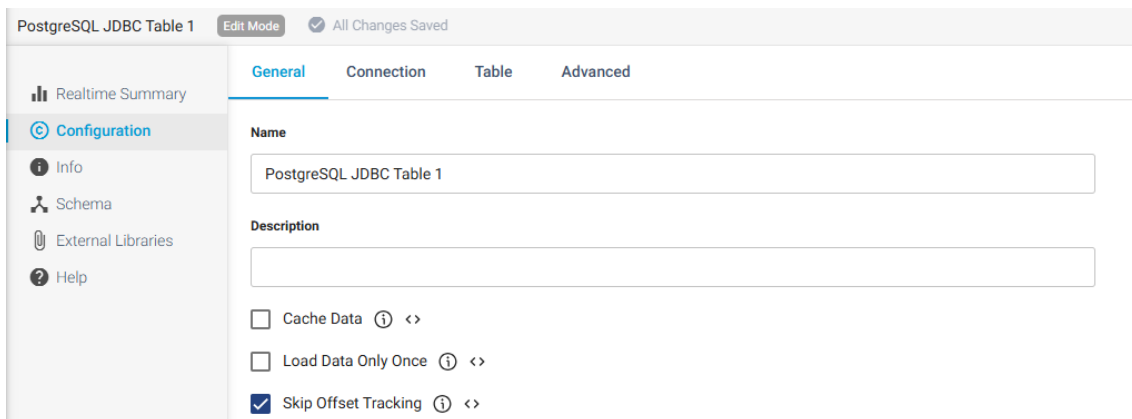 PostgreSQL JDBC Table 1 Edit Mode All Changes Saved
General Connection Table Advanced
Realtime Summary
Configuration
Info
Schema
External Libraries
Help
Name
PostgreSQL JDBC Table 1
Description
Cache Data
Load Data Only Once
Skip Offset Tracking